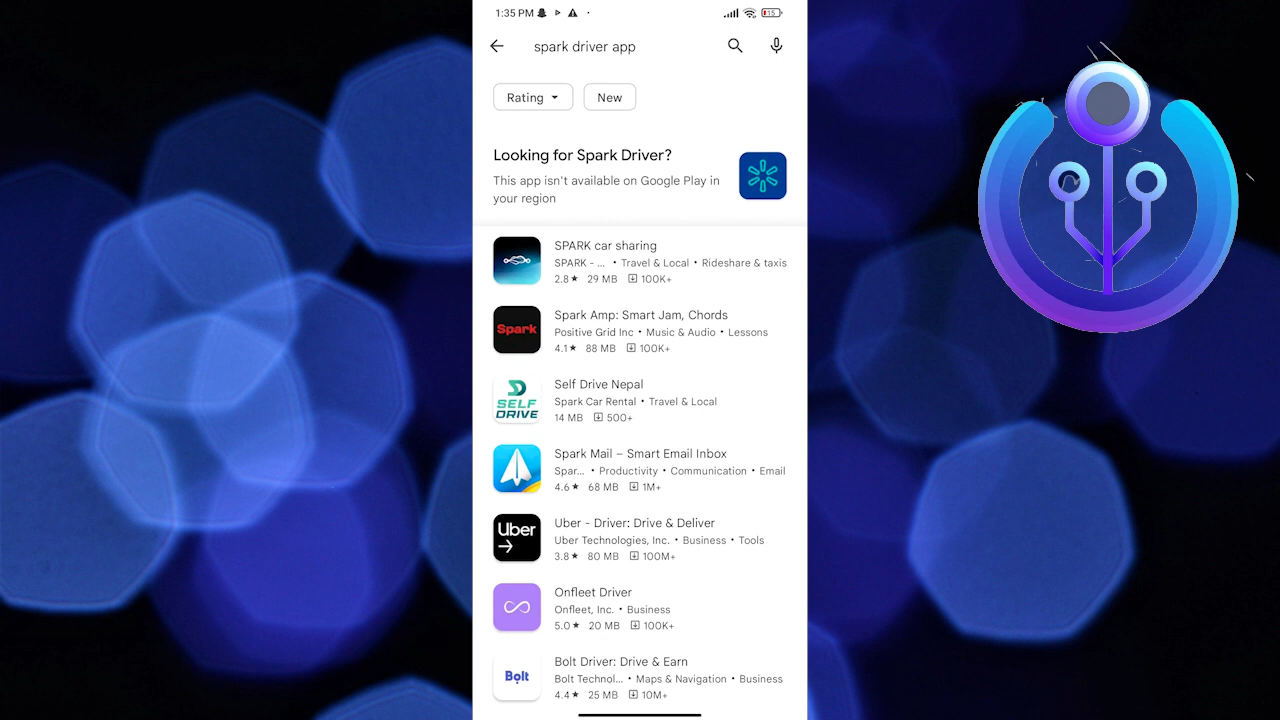 1:35 PM
15
spark driver app
Rating
New
Looking for Spark Driver?
This app isn't available on Google Play in
your region
SPARK car sharing
SPARK - ... • Travel & Local • Rideshare & taxis
2.8★ 29 MB 100K+
Spark
Spark Amp: Smart Jam, Chords
Positive Grid Inc • Music & Audio • Lessons
4.1★ 88 MB 100K+
SELF
DRIVE
Self Drive Nepal
Spark Car Rental • Travel & Local
14 MB 500+
Spark Mail – Smart Email Inbox
Spar... • Productivity • Communication • Email
4.6★ 68 MB 1M+
Uber
Uber - Driver: Drive & Deliver
Uber Technologies, Inc. • Business • Tools
3.8★ 80 MB 100M+
Onfleet Driver
Onfleet, Inc. • Business
5.0★ 20 MB 100K+
Bolt
Bolt Driver: Drive & Earn
Bolt Technol... • Maps & Navigation • Business
4.4★ 25 MB 10M+